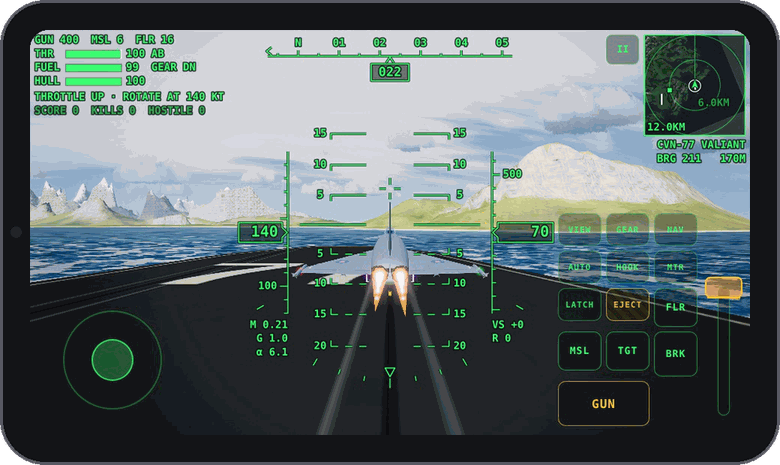 GUN 400 MSL 6 FLR 16
THR 100 AB
FUEL 99 GEAR DN
HULL 100
THROTTLE UP · ROTATE AT 140 KT
SCORE 0 KILLS 0 HOSTILE 0
N 01 02 03 04 05
022
II
6.0KM
12.0KM
CVN-77 VALIANT
BRG 211 170M
15 15
10 10
5 5
500
140 70
5 5
10 10
100
15 15
20 20
M 0.21
G 1.0
α 6.1
VS +0
R 0
VIEW GEAR NAV
AUTO HOOK MTR
LATCH EJECT FLR
MSL TGT BRK
GUN